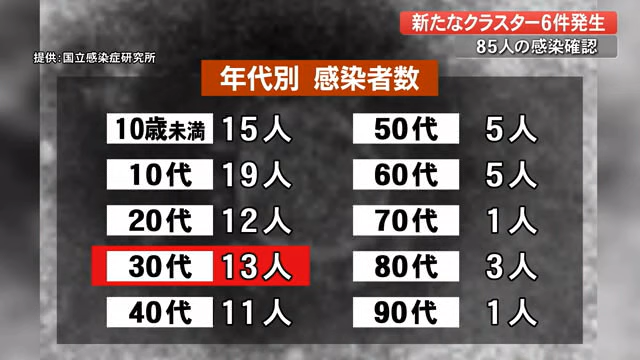 新たなクラスター6件発生
85人の感染確認
提供:国立感染症研究所
年代別 感染者数
10歳未満 15人
10代 19人
20代 12人
30代 13人
40代 11人
50代 5人
60代 5人
70代 1人
80代 3人
90代 1人